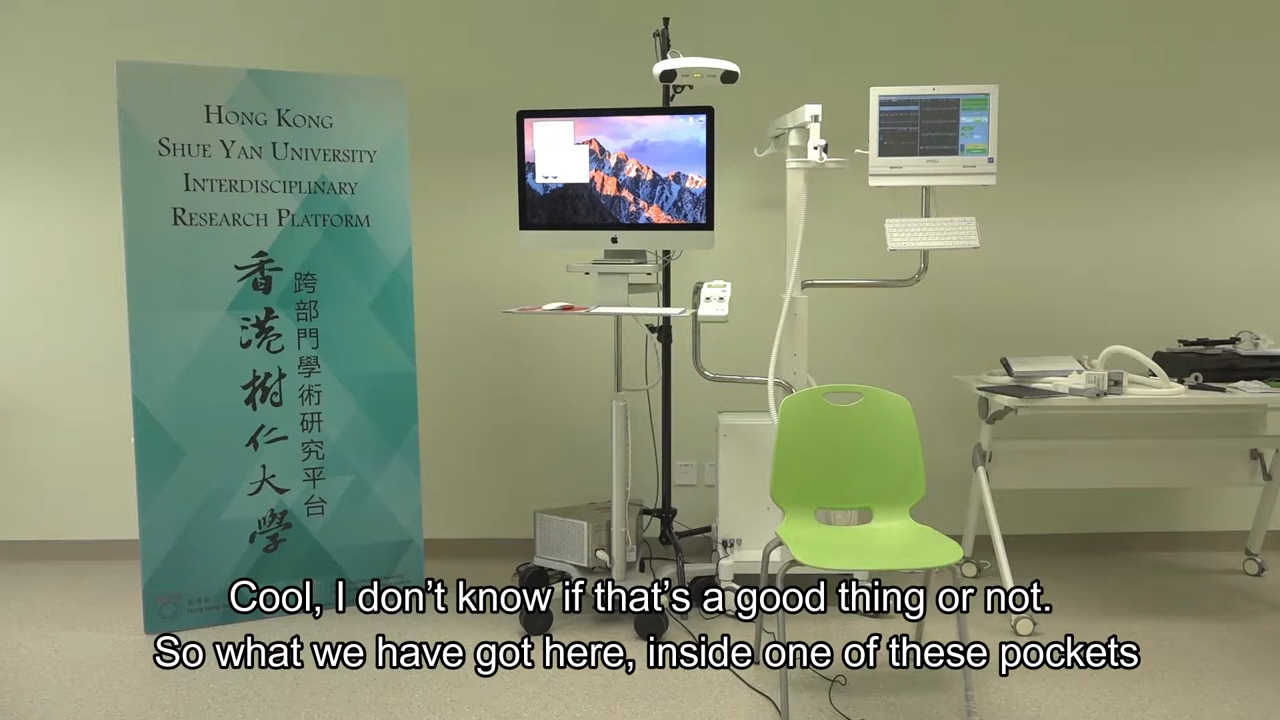 HONG KONG
SHUE YAN UNIVERSITY
INTERDISCIPLINARY
RESEARCH PLATFORM
香港樹仁大學
跨部門學術研究平台
Cool, I don't know if that's a good thing or not.
So what we have got here, inside one of these pockets